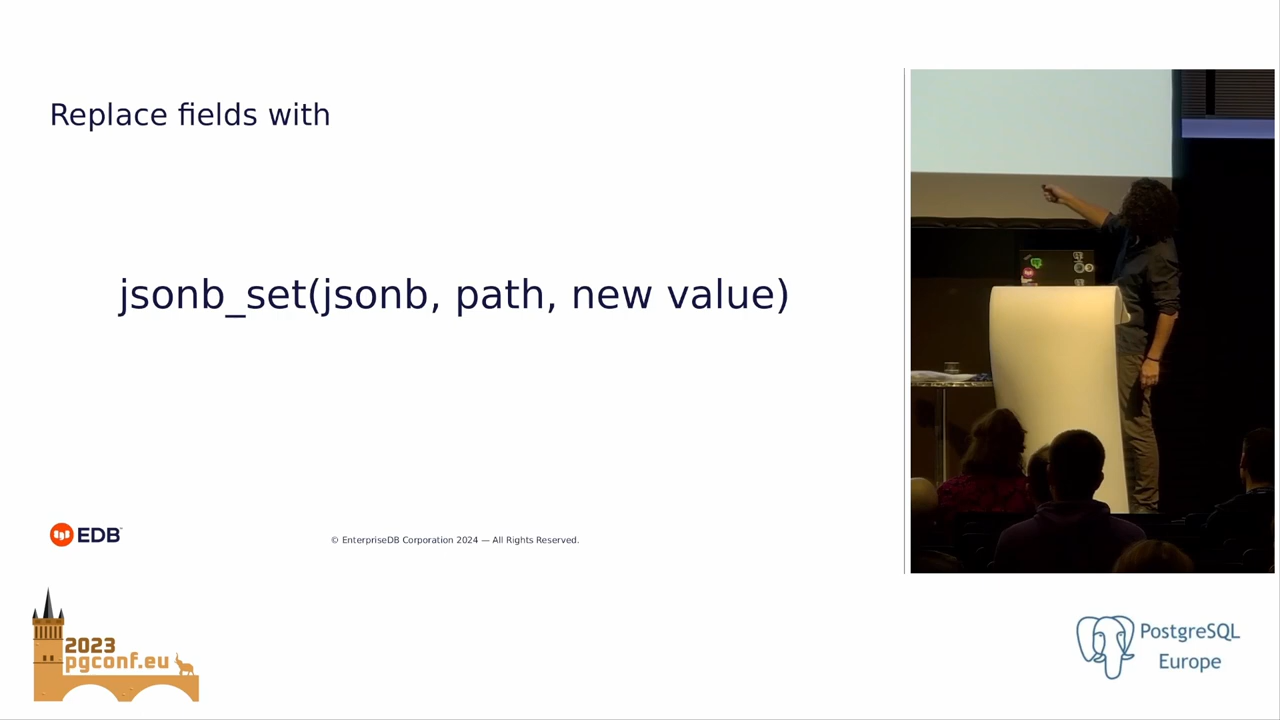 Replace fields with
jsonb_set(jsonb, path, new value)
EDB™
© EnterpriseDB Corporation 2024 — All Rights Reserved.
2023
pgconf.eu
PostgreSQL
Europe